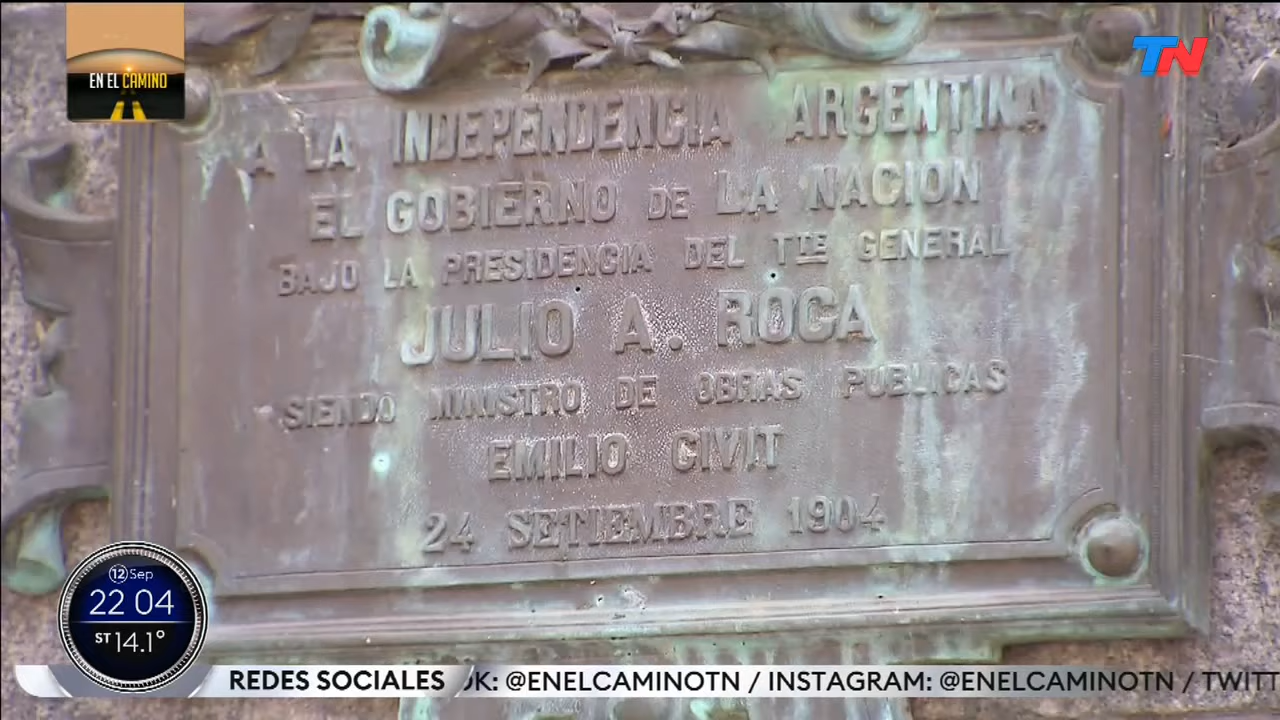 EN EL CAMINO
TN
A LA INDEPENDENCIA ARGENTINA
EL GOBIERNO DE LA NACION
BAJO LA PRESIDENCIA DEL TTE GENERAL
JULIO A. ROCA
SIENDO MINISTRO DE OBRAS PUBLICAS
EMILIO CIVIT
24 SETIEMBRE 1904
12 Sep
22 04
ST 14.1°
REDES SOCIALES OK: @ENELCAMINOTN / INSTAGRAM: @ENELCAMINOTN / TWITT